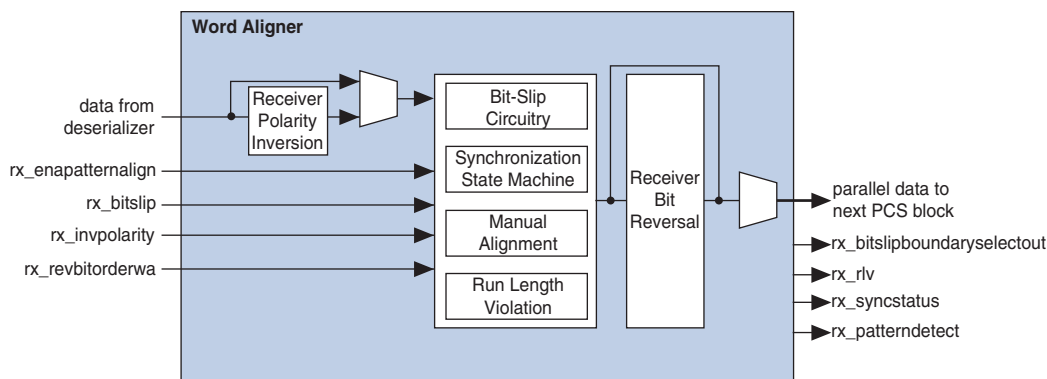 Word Aligner
data from
deserializer
Receiver
Polarity
Inversion
rx_enapatternalign
rx_bitslip
rx_invpolarity
rx_revbitorderwa
Bit-Slip
Circuitry
Synchronization
State Machine
Manual
Alignment
Run Length
Violation
Receiver
Bit
Reversal
parallel data to
next PCS block
rx_bitslipboundaryselectout
rx_rlv
rx_syncstatus
rx_patterndetect